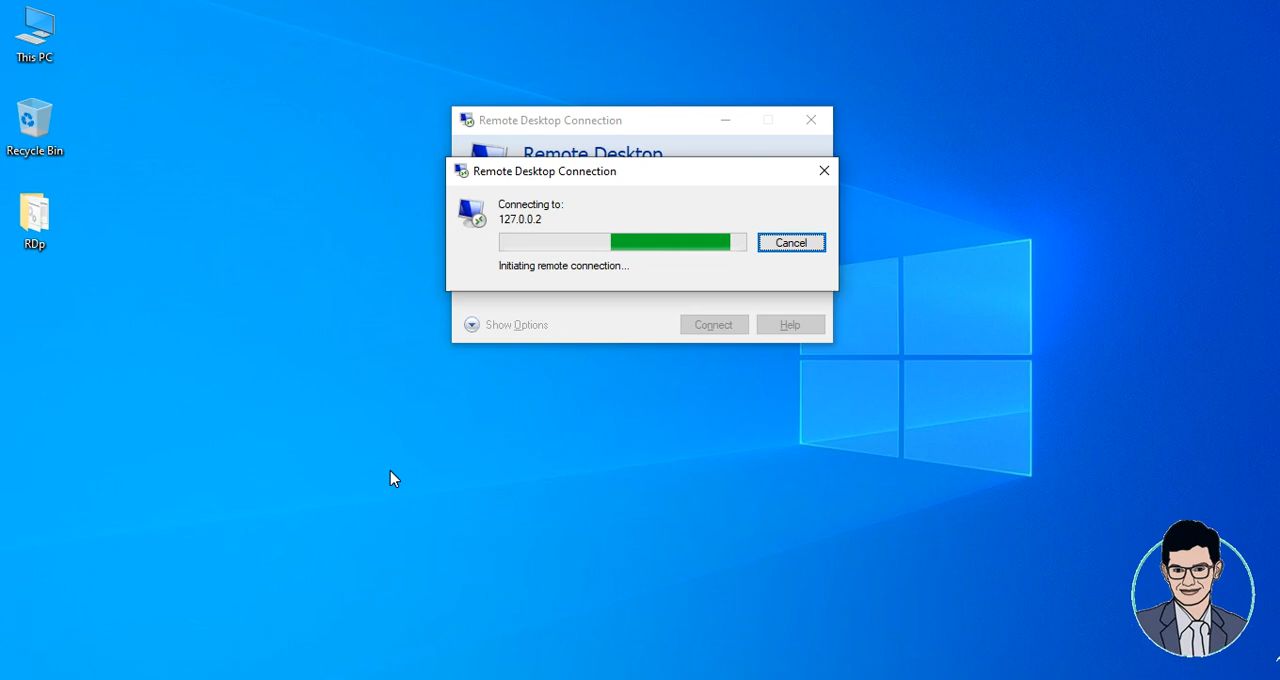 This PC
Recycle Bin
RDp
Remote Desktop Connection
Remote Desktop
Remote Desktop Connection
Connecting to:
127.0.0.2
Cancel
Initiating remote connection...
Show Options
Connect
Help